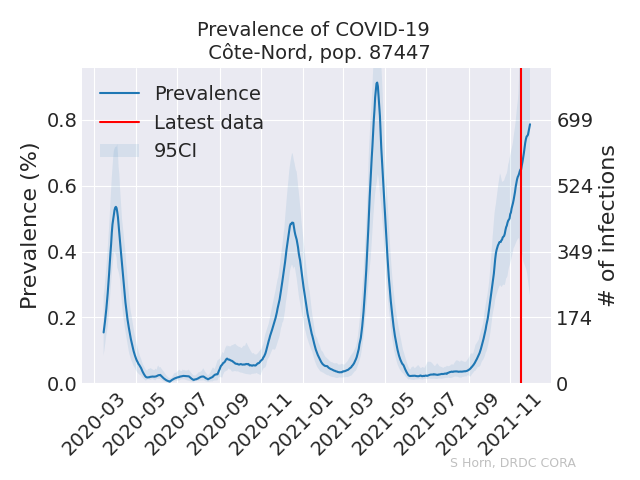 Prevalence of COVID-19
Côte-Nord, pop. 87447
Prevalence
Latest data
95CI
Prevalence (%)
0.8
0.6
0.4
0.2
0.0
699
524
349
174
0
# of infections
2020-03
2020-05
2020-07
2020-09
2020-11
2021-01
2021-03
2021-05
2021-07
2021-09
2021-11
S Horn, DRDC CORA